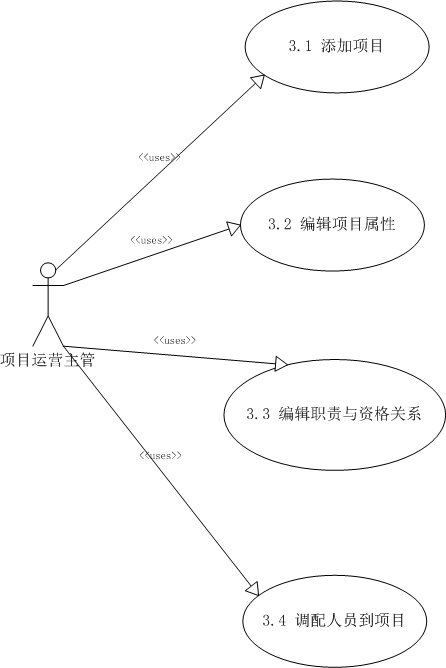 3.1 添加项目
<<uses>>
3.2 编辑项目属性
<<uses>>
<<uses>>
项目运营主管
3.3 编辑职责与资格关系
<<uses>>
3.4 调配人员到项目